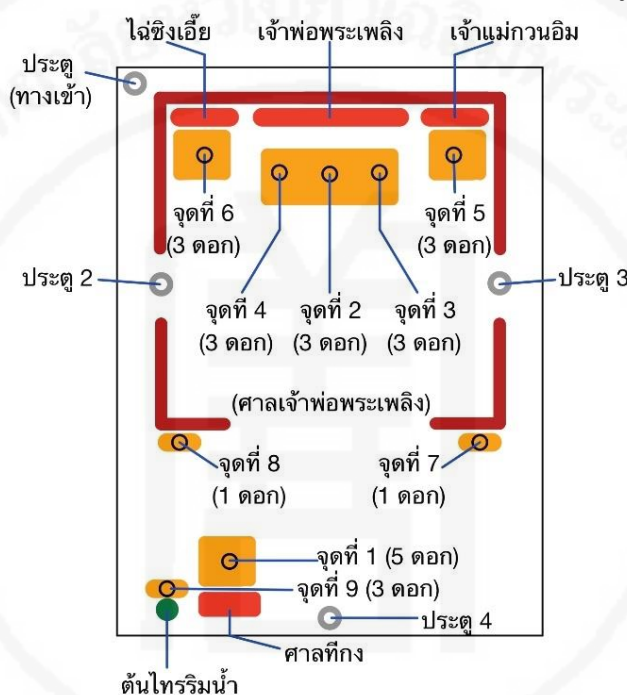 ไฉ่ซิงเอี๊ย เจ้าพ่อพระเพลิง เจ้าแม่กวนอิม
ประตู
(ทางเข้า)
จุดที่ 6
(3 ดอก)
จุดที่ 5
(3 ดอก)
ประตู 2
ประตู 3
จุดที 4
(3 ดอก)
จุดที่ 2
(3 ดอก)
จุดที่ 3
(3 ดอก)
(ศาลเจ้าพ่อพระเพลิง)
จุดที่ 8
(1 ดอก)
จุดที่ 7
(1 ดอก)
จุดที่ 1 (5 ดอก)
จุดที่ 9 (3 ดอก)
ประตู 4
ศาลทีกง
ต้นไทรริมน้ำ